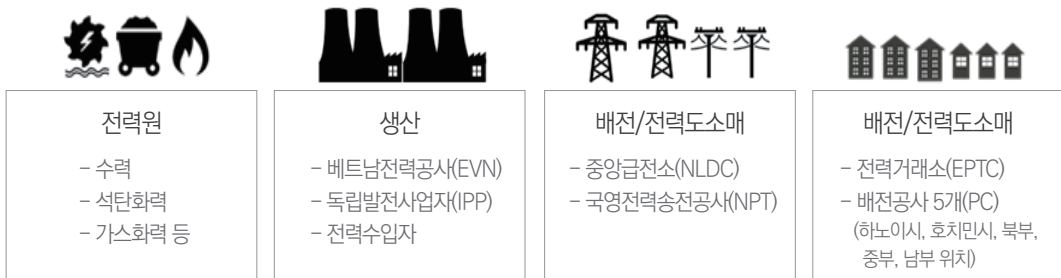 전력원
- 수력
- 석탄화력
- 가스화력 등
생산
- 베트남전력공사(EVN)
- 독립발전사업자(IPP)
- 전력수입자
배전/전력도소매
- 중앙급전소(NLDC)
- 국영전력송전공사(NPT)
배전/전력도소매
- 전력거래소(EPTC)
- 배전공사 5개(PC)
(하노이시, 호치민시, 북부,
중부, 남부 위치)